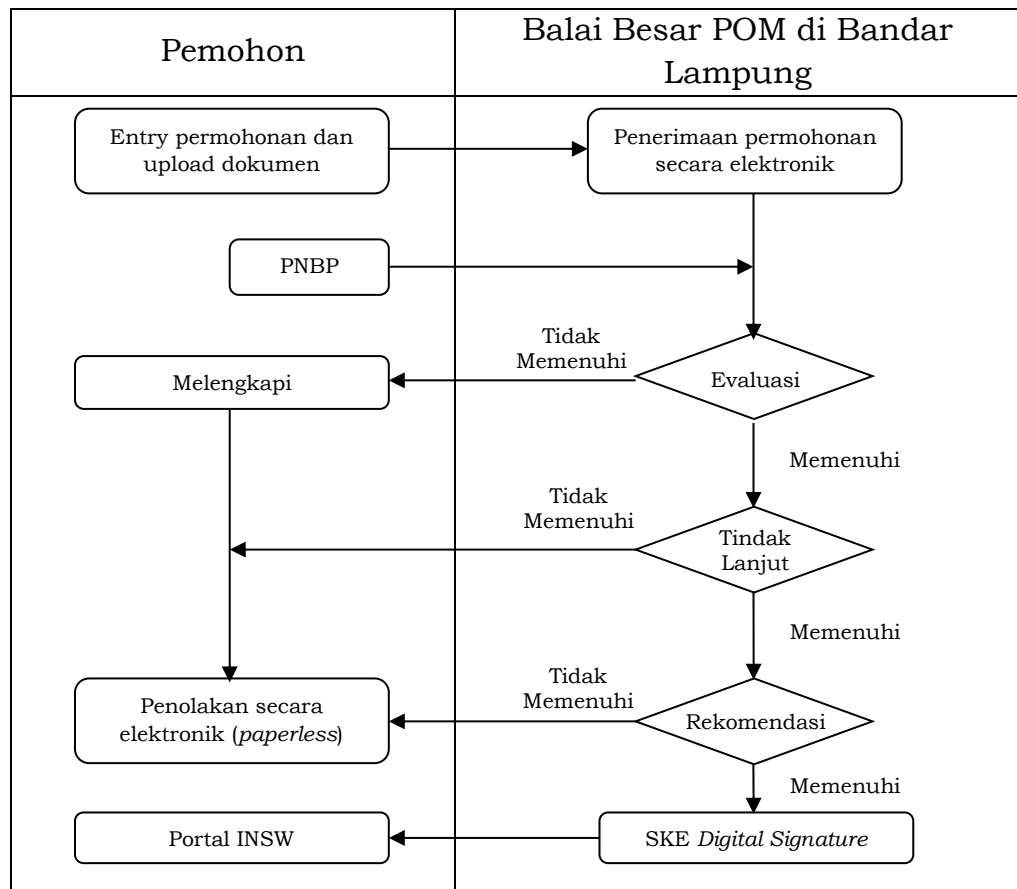 Pemohon
Balai Besar POM di Bandar
Lampung
Entry permohonan dan
upload dokumen
Penerimaan permohonan
secara elektronik
PNBP
Tidak
Memenuhi
Melengkapi
Evaluasi
Memenuhi
Tidak
Memenuhi
Tindak
Lanjut
Memenuhi
Tidak
Memenuhi
Penolakan secara
elektronik (paperless)
Rekomendasi
Memenuhi
Portal INSW
SKE Digital Signature